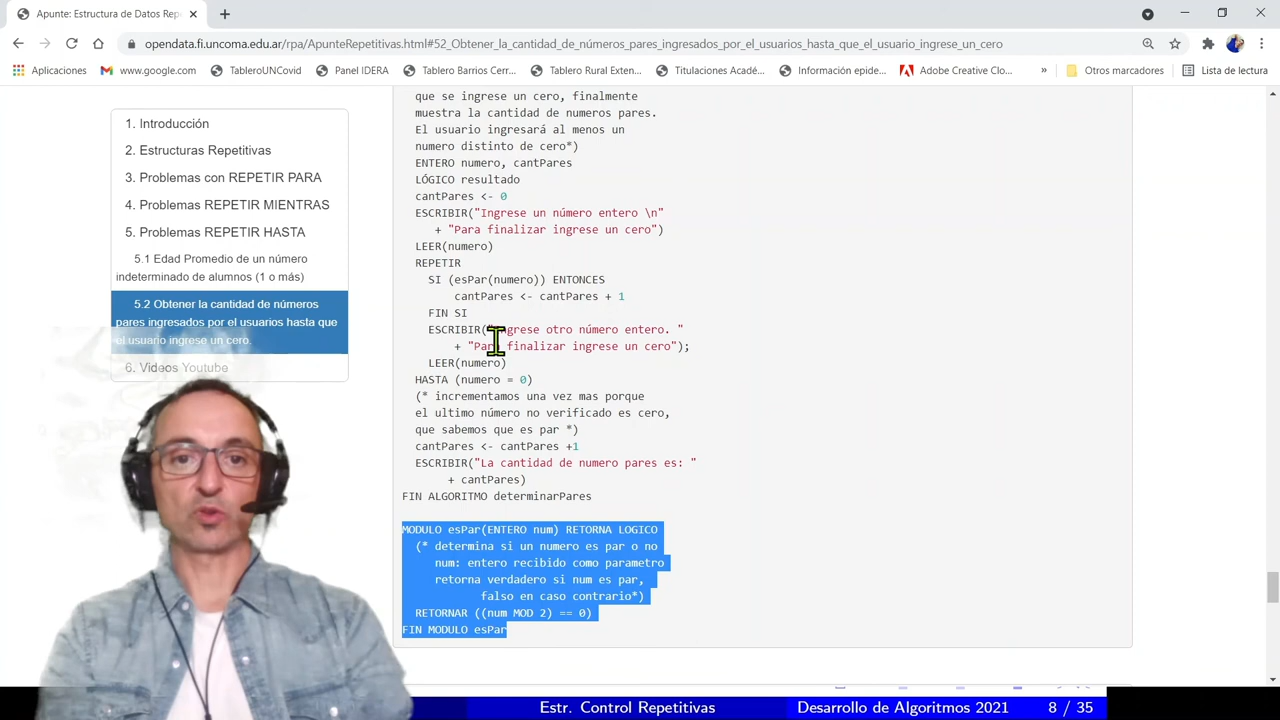 Apunte: Estructura de Datos Rep
opendata.fi.uncoma.edu.ar/rpa/ApunteRepetitivas.html#52_Obtener_la_cantidad_de_números_pares_ingresados_por_el_usuarios_hasta_que_el_usuario_ingrese_un_cero
Aplicaciones www.google.com TableroUNCovid Panel IDERA Tablero Barrios Cerr... Tablero Rural Exten... Titulaciones Acadé... Información epide... Adobe Creative Clo... » Otros marcadores Lista de lectura
1. Introducción
2. Estructuras Repetitivas
3. Problemas con REPETIR PARA
4. Problemas REPETIR MIENTRAS
5. Problemas REPETIR HASTA
5.1 Edad Promedio de un número
indeterminado de alumnos (1 o más)
5.2 Obtener la cantidad de números
pares ingresados por el usuarios hasta que
el usuario ingrese un cero.
6. Videos Youtube
que se ingrese un cero, finalmente
muestra la cantidad de numeros pares.
El usuario ingresará al menos un
numero distinto de cero*)
ENTERO numero, cantPares
LÓGICO resultado
cantPares <- 0
ESCRIBIR("Ingrese un número entero \n"
+ "Para finalizar ingrese un cero")
LEER(numero)
REPETIR
SI (esPar(numero)) ENTONCES
cantPares <- cantPares + 1
FIN SI
ESCRIBIR("Ingrese otro número entero. "
+ "Para finalizar ingrese un cero");
LEER(numero)
HASTA (numero = 0)
(* incrementamos una vez mas porque
el ultimo número no verificado es cero,
que sabemos que es par *)
cantPares <- cantPares +1
ESCRIBIR("La cantidad de numero pares es: "
+ cantPares)
FIN ALGORITMO determinarPares
MODULO esPar(ENTERO num) RETORNA LOGICO
(* determina si un numero es par o no
num: entero recibido como parametro
retorna verdadero si num es par,
falso en caso contrario*)
RETORNAR ((num MOD 2) == 0)
FIN MODULO esPar
Estr. Control Repetitivas Desarrollo de Algoritmos 2021 8 / 35